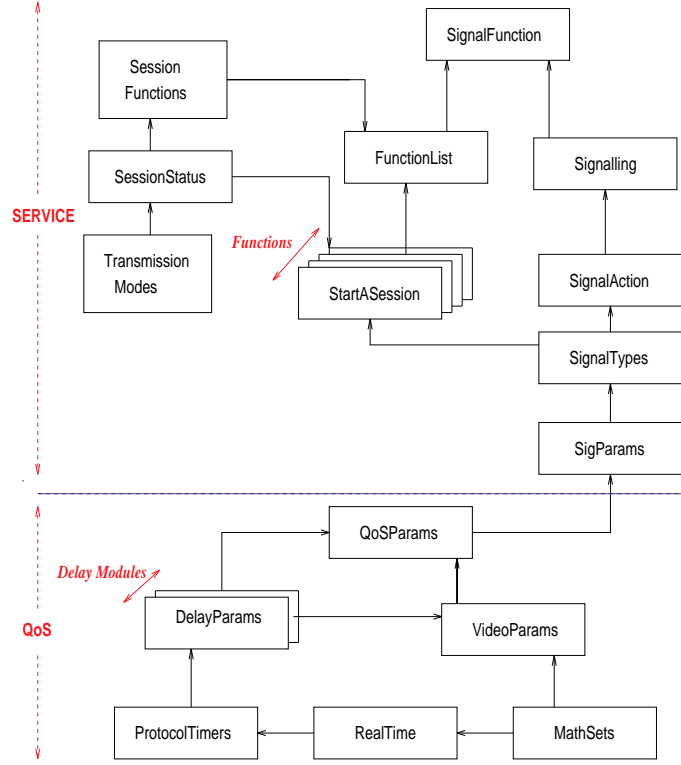 SignalFunction
Session
Functions
FunctionList
Signalling
SessionStatus
SERVICE
Functions
Transmission
Modes
StartASession
SignalAction
SignalTypes
SigParams
QoSParams
Delay Modules
DelayParams
VideoParams
QoS
ProtocolTimers
RealTime
MathSets